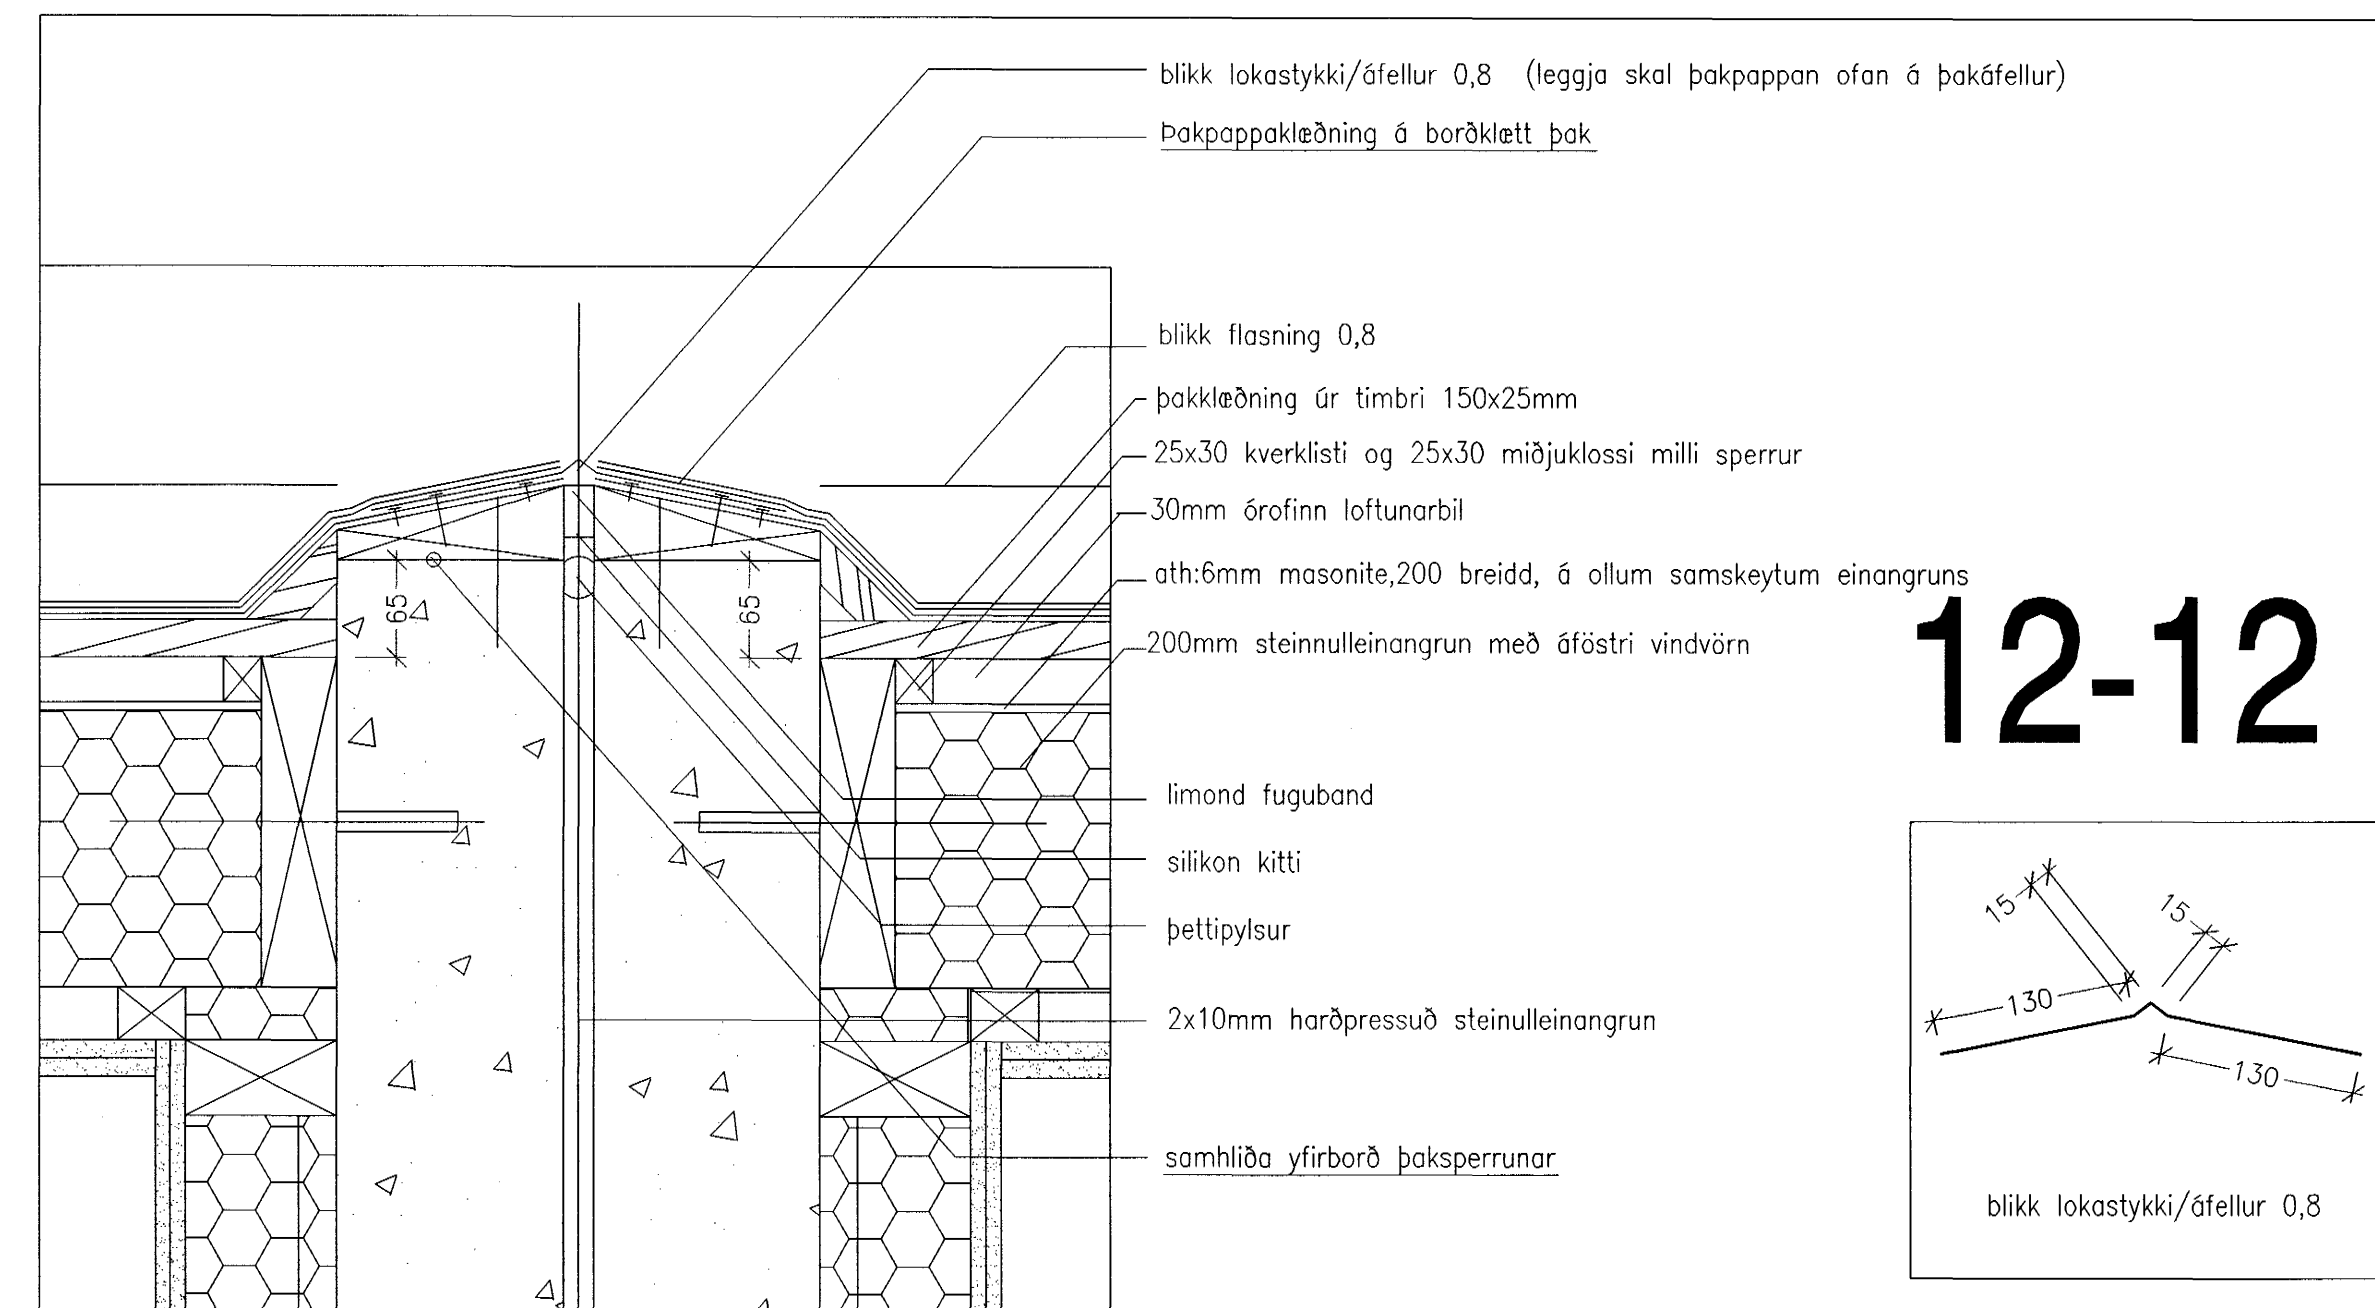 blikk lokastykki/áfellur 0,8 (leggja skal þakpappan ofan á þakáfellur)
Þakpappaklæðning á borðklætt þak
blikk flasning 0,8
þakklæðning úr timbri 150x25mm
25x30 kverklisti og 25x30 miðjuklossi milli sperrur
30mm órofinn loftunarbil
ath:6mm masonite,200 breidd, á ollum samskeytum einangruns
65
65
200mm steinnulleinangrun með áföstri vindvörn
12-12
limond fuguband
silikon kitti
þettipylsur
2x10mm harðpressuð steinulleinangrun
samhliða yfirborð þaksperrunar
15
15
130
130
blikk lokastykki/áfellur 0,8